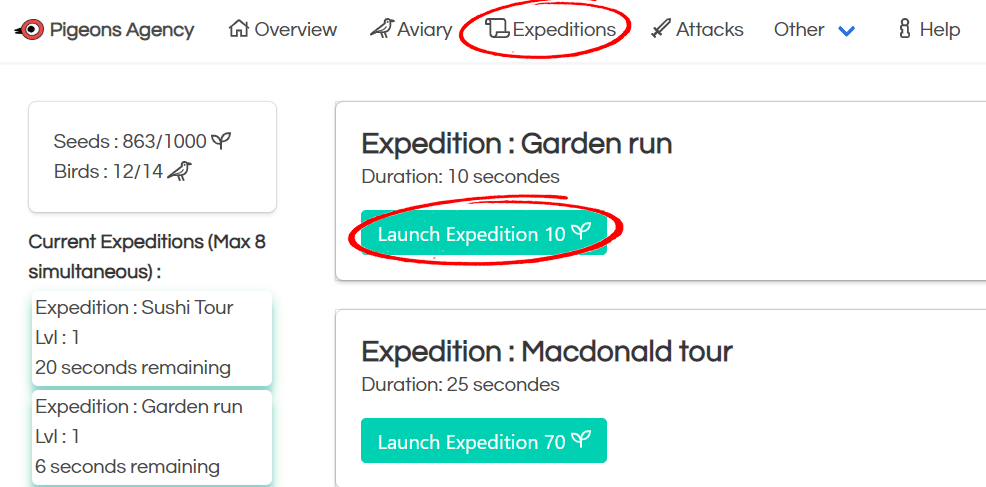 Pigeons Agency
Overview
Aviary
Expeditions
Attacks
Other
Help
Seeds : 863/1000
Birds : 12/14
Current Expeditions (Max 8
simultaneous) :
Expedition : Sushi Tour
Lvl : 1
20 seconds remaining
Expedition : Garden run
Lvl : 1
6 seconds remaining
Expedition : Garden run
Duration: 10 secondes
Launch Expedition 10
Expedition : Macdonald tour
Duration: 25 secondes
Launch Expedition 70